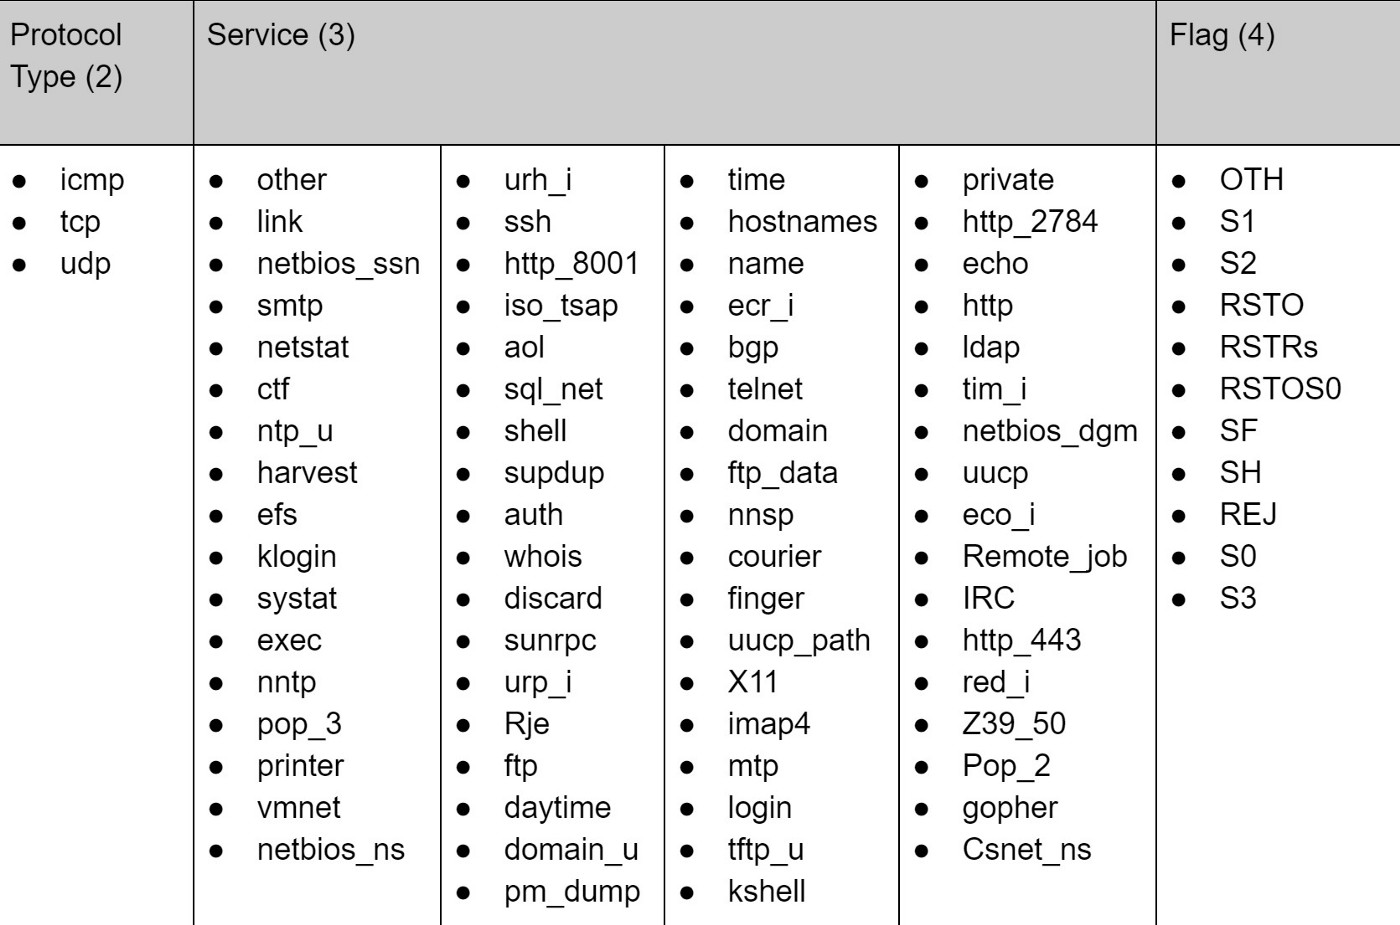 Protocol
Type (2)
Service (3)
Flag (4)
● icmp
● tcp
● udp
● other
● link
● netbios_ssn
● smtp
● netstat
● ctf
● ntp_u
● harvest
● efs
● klogin
● systat
● exec
● nntp
● pop_3
● printer
● vmnet
● netbios_ns
● urh_i
● ssh
● http_8001
● iso_tsap
● aol
● sql_net
● shell
● supdup
● auth
● whois
● discard
● sunrpc
● urp_i
● Rje
● ftp
● daytime
● domain_u
● pm_dump
● time
● hostnames
● name
● ecr_i
● bgp
● telnet
● domain
● ftp_data
● nnsp
● courier
● finger
● uucp_path
● X11
● imap4
● mtp
● login
● tftp_u
● kshell
● private
● http_2784
● echo
● http
● ldap
● tim_i
● netbios_dgm
● uucp
● eco_i
● Remote_job
● IRC
● http_443
● red_i
● Z39_50
● Pop_2
● gopher
● Csnet_ns
● OTH
● S1
● S2
● RSTO
● RSTRs
● RSTOS0
● SF
● SH
● REJ
● S0
● S3